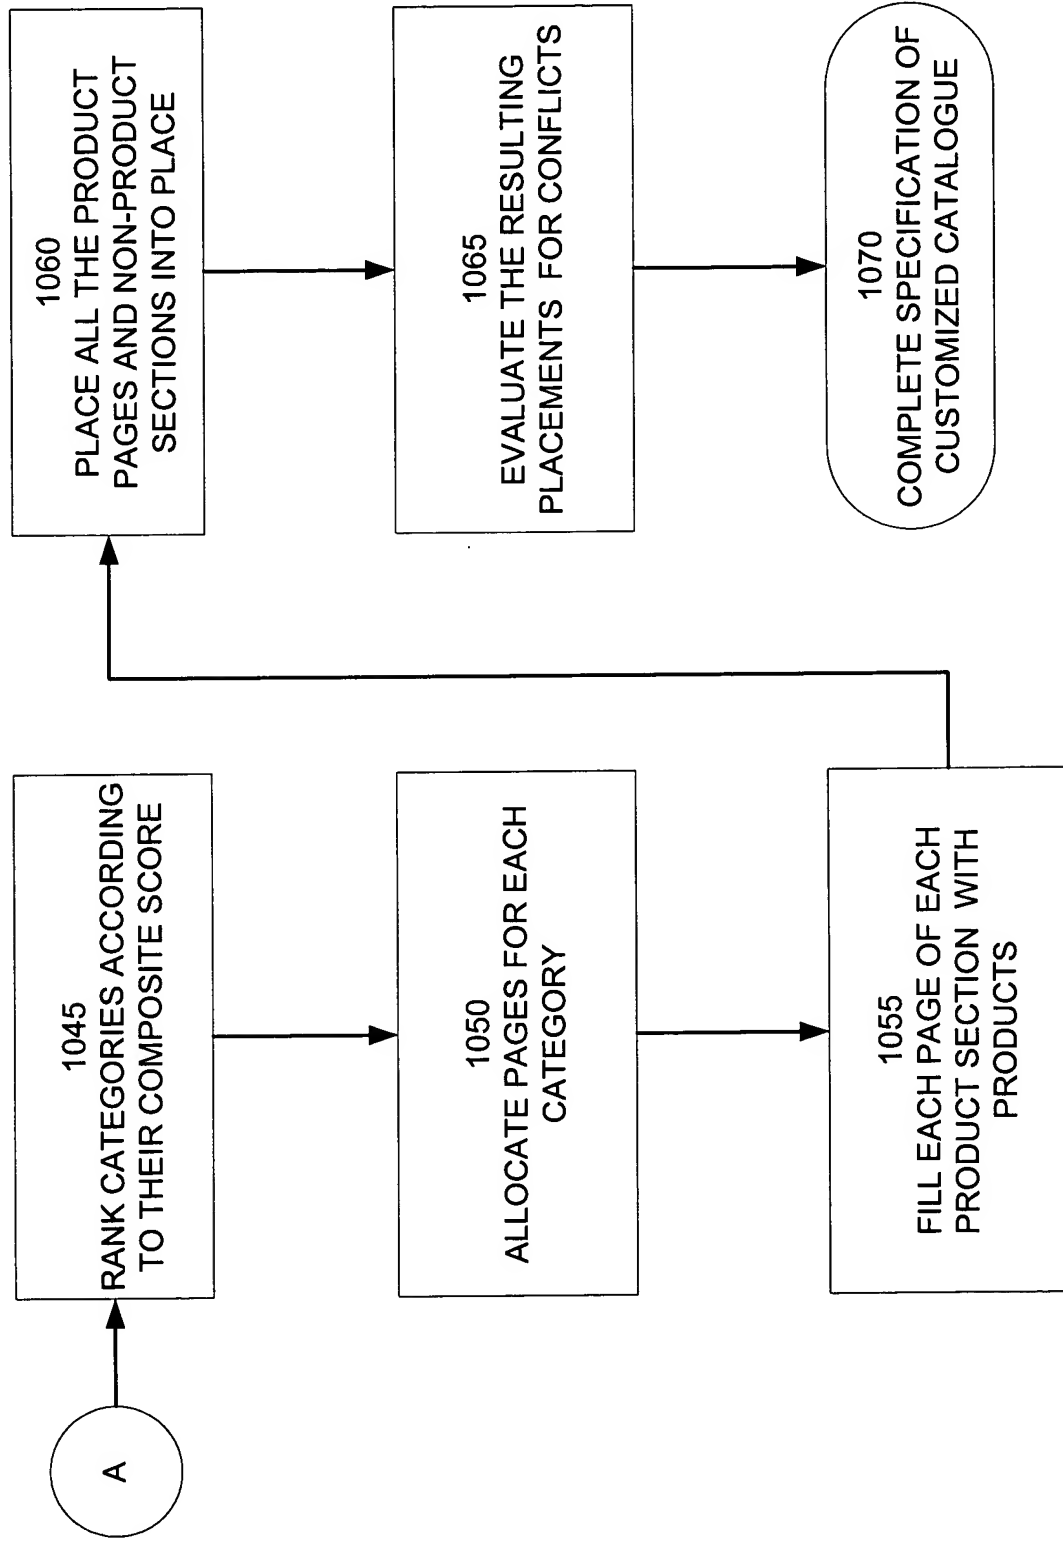 A
1045
RANK CATEGORIES ACCORDING
TO THEIR COMPOSITE SCORE
1050
ALLOCATE PAGES FOR EACH
CATEGORY
1055
FILL EACH PAGE OF EACH
PRODUCT SECTION WITH
PRODUCTS
1060
PLACE ALL THE PRODUCT
PAGES AND NON-PRODUCT
SECTIONS INTO PLACE
1065
EVALUATE THE RESULTING
PLACEMENTS FOR CONFLICTS
1070
COMPLETE SPECIFICATION OF
CUSTOMIZED CATALOGUE